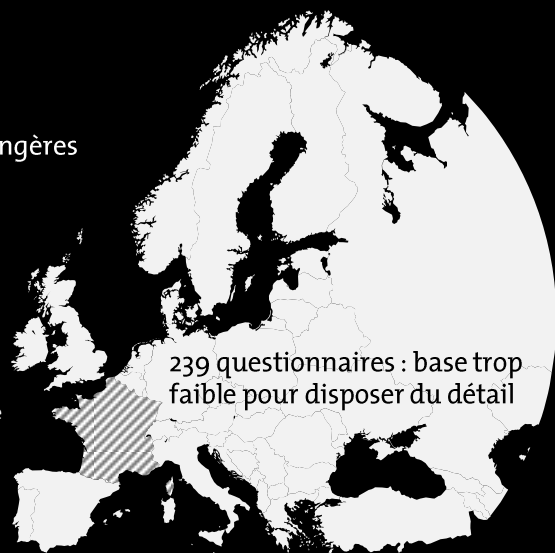 ngères
239 questionnaires : base trop
faible pour disposer du détail